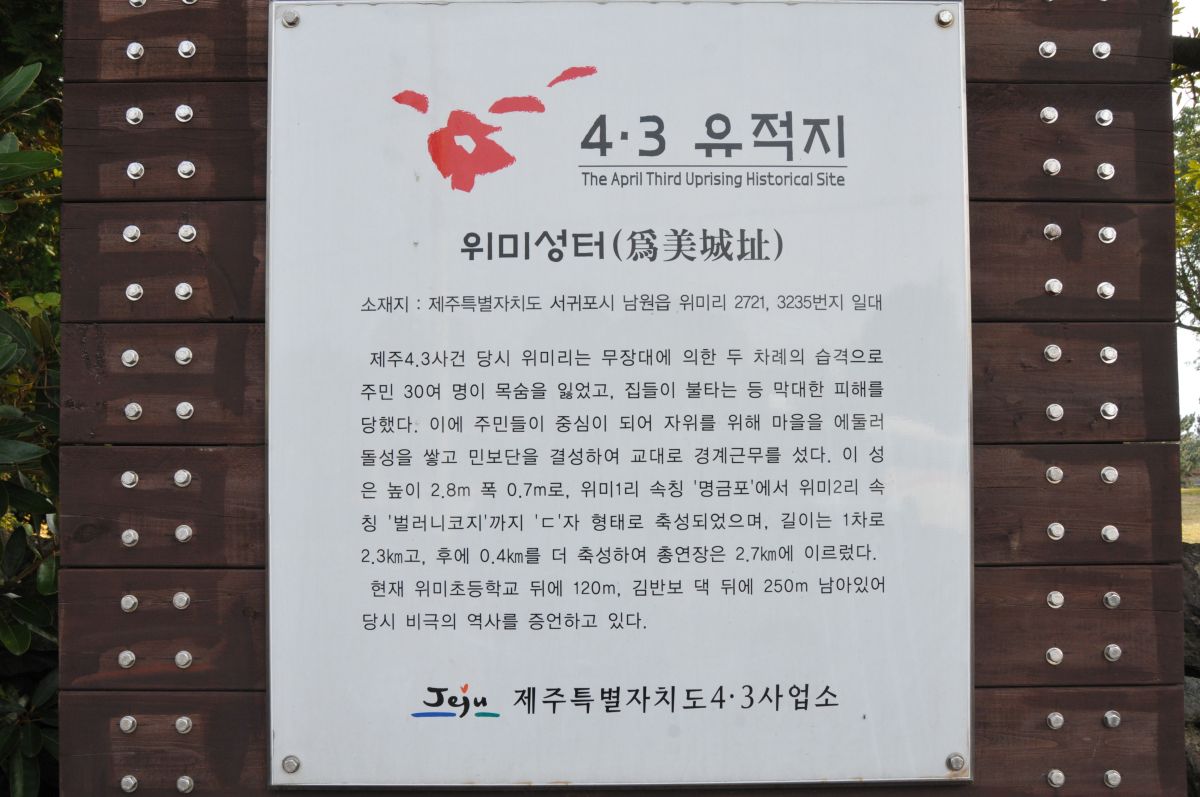 4·3 유적지
The April Third Uprising Historical Site
위미성터(爲美城址)
소재지 : 제주특별자치도 서귀포시 남원읍 위미리 2721, 3235번지 일대
제주4.3사건 당시 위미리는 무장대에 의한 두 차례의 습격으로
주민 30여 명이 목숨을 잃었고, 집들이 불타는 등 막대한 피해를
당했다. 이에 주민들이 중심이 되어 자위를 위해 마을을 에둘러
돌성을 쌓고 민보단을 결성하여 교대로 경계근무를 섰다. 이 성
은 높이 2.8m 폭 0.7m로, 위미1리 속칭 '명금포'에서 위미2리 속
칭 '벌러니코지'까지 'ㄷ'자 형태로 축성되었으며, 길이는 1차로
2.3㎞고, 후에 0.4㎞를 더 축성하여 총연장은 2.7㎞에 이르렀다.
현재 위미초등학교 뒤에 120m, 김반보 댁 뒤에 250m 남아있어
당시 비극의 역사를 증언하고 있다.
Jeju 제주특별자치도4·3사업소